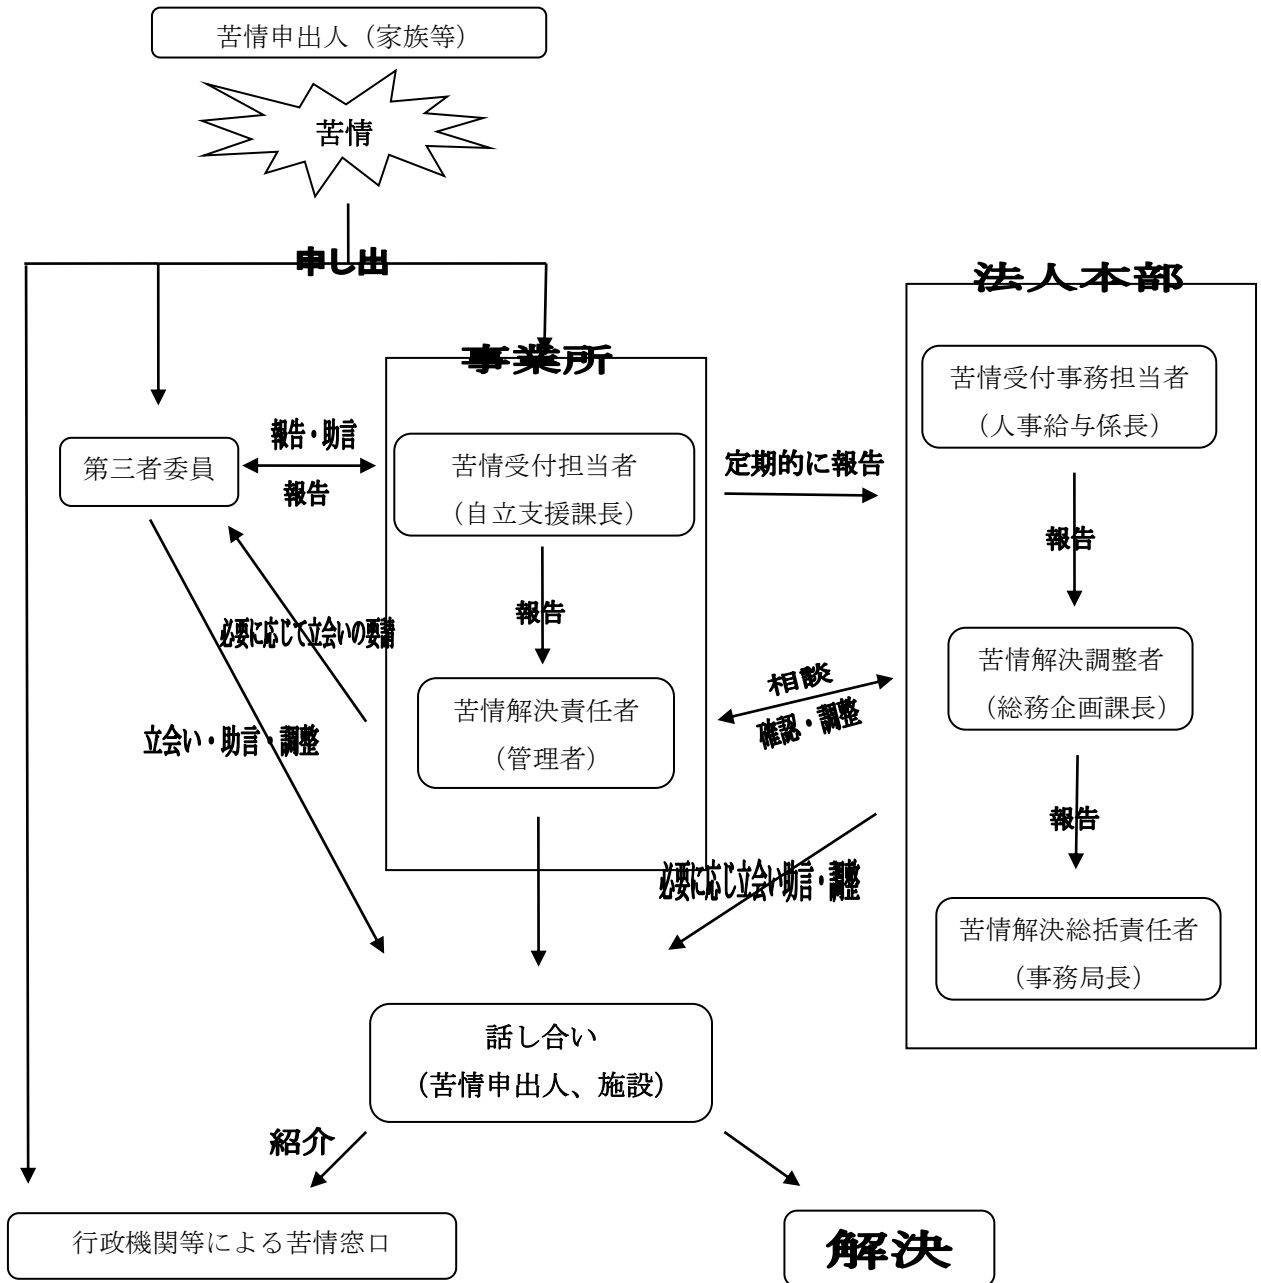 苦情申出人（家族等）
苦情
申し出
法人本部
事業所
苦情受付事務担当者
（人事給与係長）
報告・助言
第三者委員
報告
苦情受付担当者
（自立支援課長）
定期的に報告
報告
報告
必要に応じて立会いの要請
苦情解決調整者
（総務企画課長）
相談
確認・調整
苦情解決責任者
（管理者）
立会い・助言・調整
報告
必要に応じ立会い助言・調整
苦情解決総括責任者
（事務局長）
話し合い
（苦情申出人、施設）
紹介
行政機関等による苦情窓口
解決